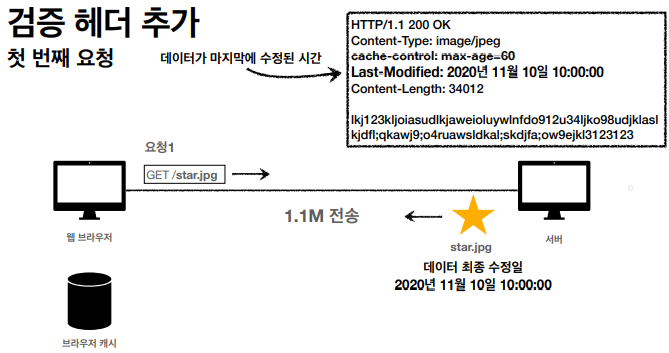 검증 헤더 추가
첫 번째 요청
데이터가 마지막에 수정된 시간
HTTP/1.1 200 OK
Content-Type: image/jpeg
cache-control: max-age=60
Last-Modified: 2020년 11월 10일 10:00:00
Content-Length: 34012
lkj123kljoiasudlkjaweioluywlnfdo912u34ljko98udjklasl
kjdfl;qkawj9;o4ruawsldkal;skdjfa;ow9ejkl3123123
요청1
GET /star.jpg
1.1M 전송
웹 브라우저
star.jpg
서버
데이터 최종 수정일
2020년 11월 10일 10:00:00
브라우저 캐시